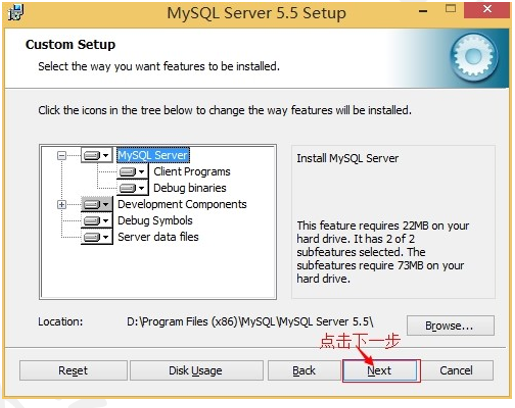 MySQL Server 5.5 Setup
Custom Setup
Select the way you want features to be installed.
Click the icons in the tree below to change the way features will be installed.
MySQL Server
Client Programs
Debug binaries
Development Components
Debug Symbols
Server data files
Install MySQL Server
This feature requires 22MB on your
hard drive. It has 2 of 2
subfeatures selected. The
subfeatures require 73MB on your
hard drive.
Location: D:\Program Files (x86)\MySQL\MySQL Server 5.5\
Browse...
点击下一步
Reset Disk Usage Back Next Cancel